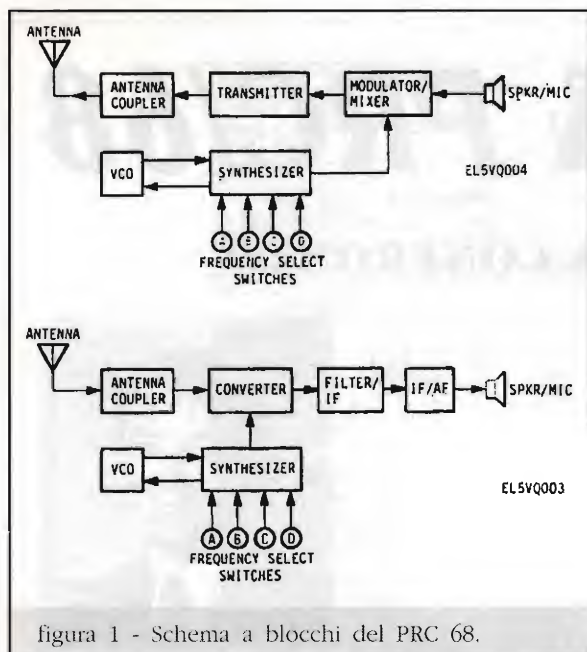 ANTENNA
ANTENNA
COUPLER
TRANSMITTER
MODULATOR/
MIXER
SPKR/MIC
VCO
SYNTHESIZER
EL5VQ004
A B C D
FREQUENCY SELECT
SWITCHES
ANTENNA
ANTENNA
COUPLER
CONVERTER
FILTER/
IF
IF/AF
SPKR/MIC
VCO
SYNTHESIZER
EL5VQ003
A B C D
FREQUENCY SELECT
SWITCHES
figura 1 - Schema a blocchi del PRC 68.